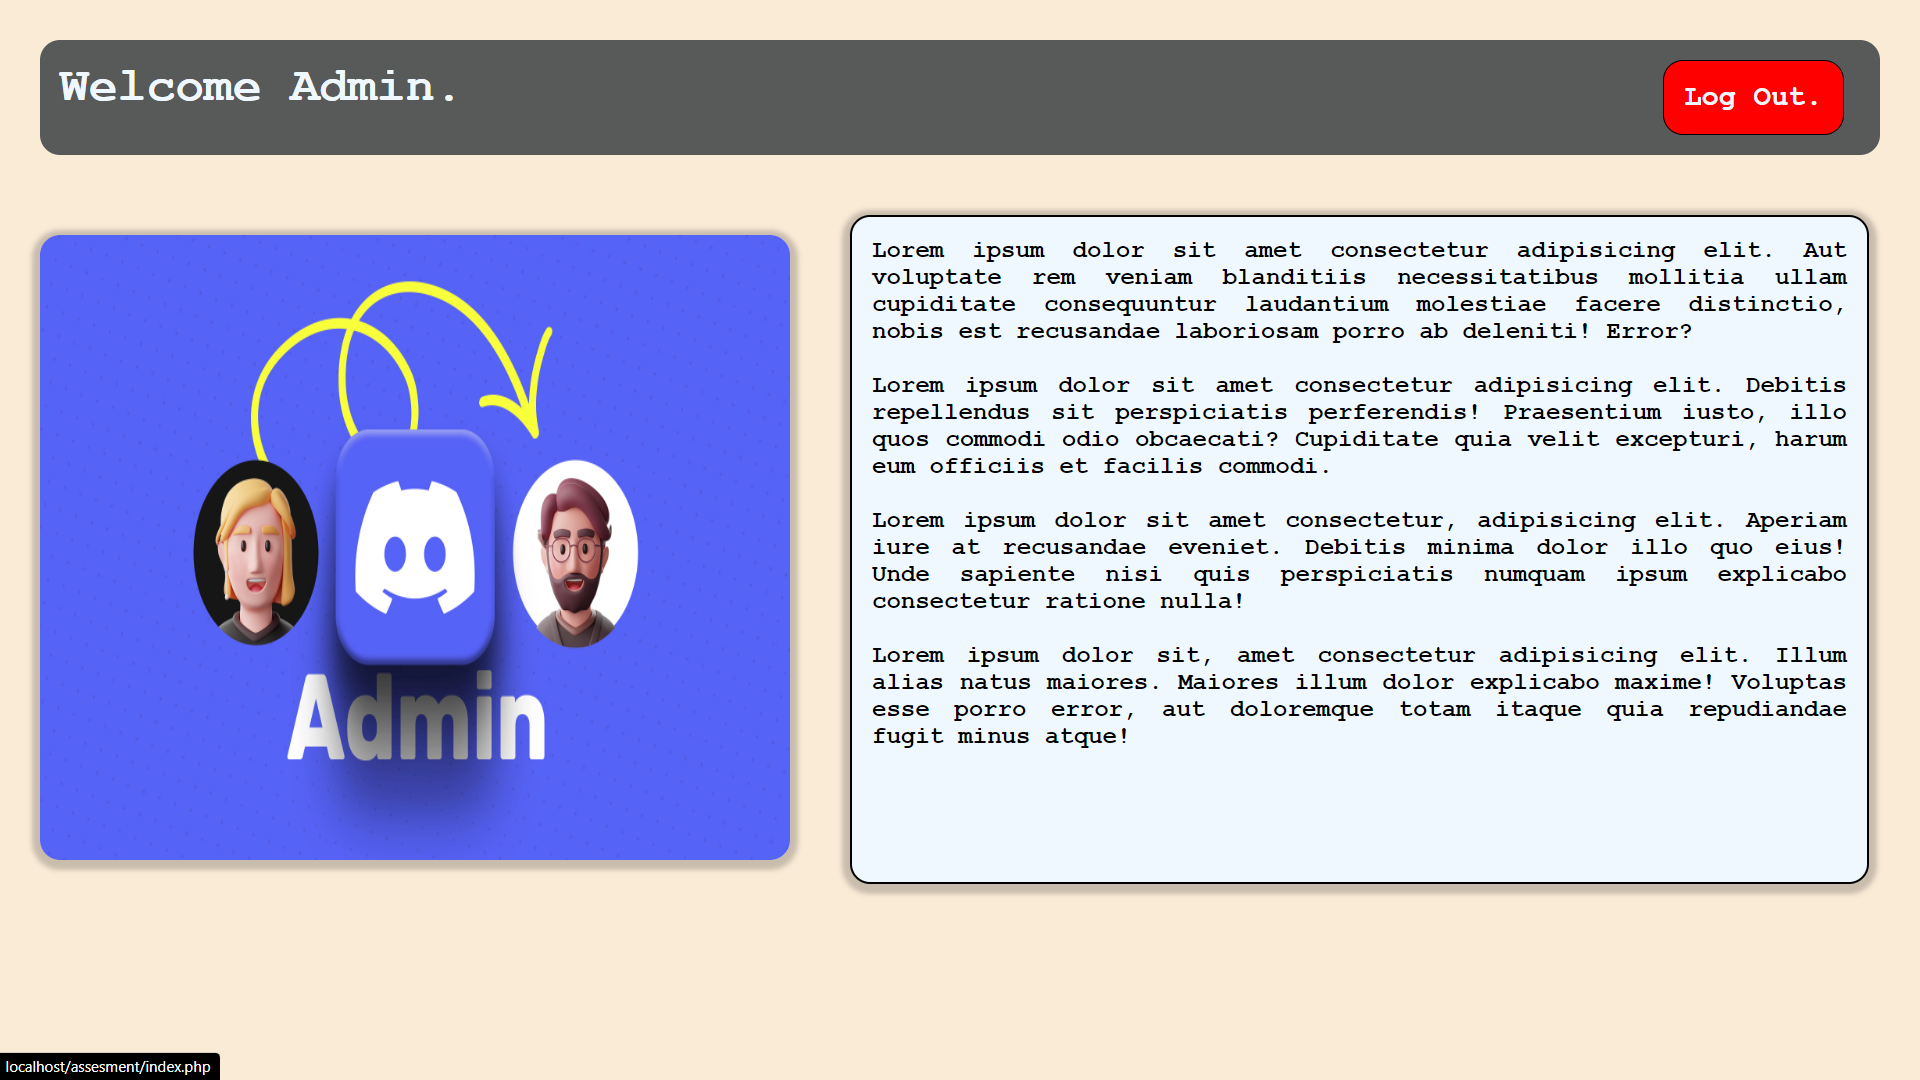 Welcome Admin.
Log Out.
Admin
Lorem ipsum dolor sit amet consectetur adipisicing elit. Aut
voluptate rem veniam blanditiis necessitatibus mollitia ullam
cupiditate consequuntur laudantium molestiae facere distinctio,
nobis est recusandae laboriosam porro ab deleniti! Error?
Lorem ipsum dolor sit amet consectetur adipisicing elit. Debitis
repellendus sit perspiciatis perferendis! Praesentium iusto, illo
quos commodi odio obcaecati? Cupiditate quia velit excepturi, harum
eum officiis et facilis commodi.
Lorem ipsum dolor sit amet consectetur, adipisicing elit. Aperiam
iure at recusandae eveniet. Debitis minima dolor illo quo eius!
Unde sapiente nisi quis perspiciatis numquam ipsum explicabo
consectetur ratione nulla!
Lorem ipsum dolor sit, amet consectetur adipisicing elit. Illum
alias natus maiores. Maiores illum dolor explicabo maxime! Voluptas
esse porro error, aut doloremque totam itaque quia repudiandae
fugit minus atque!
localhost/assesment/index.php